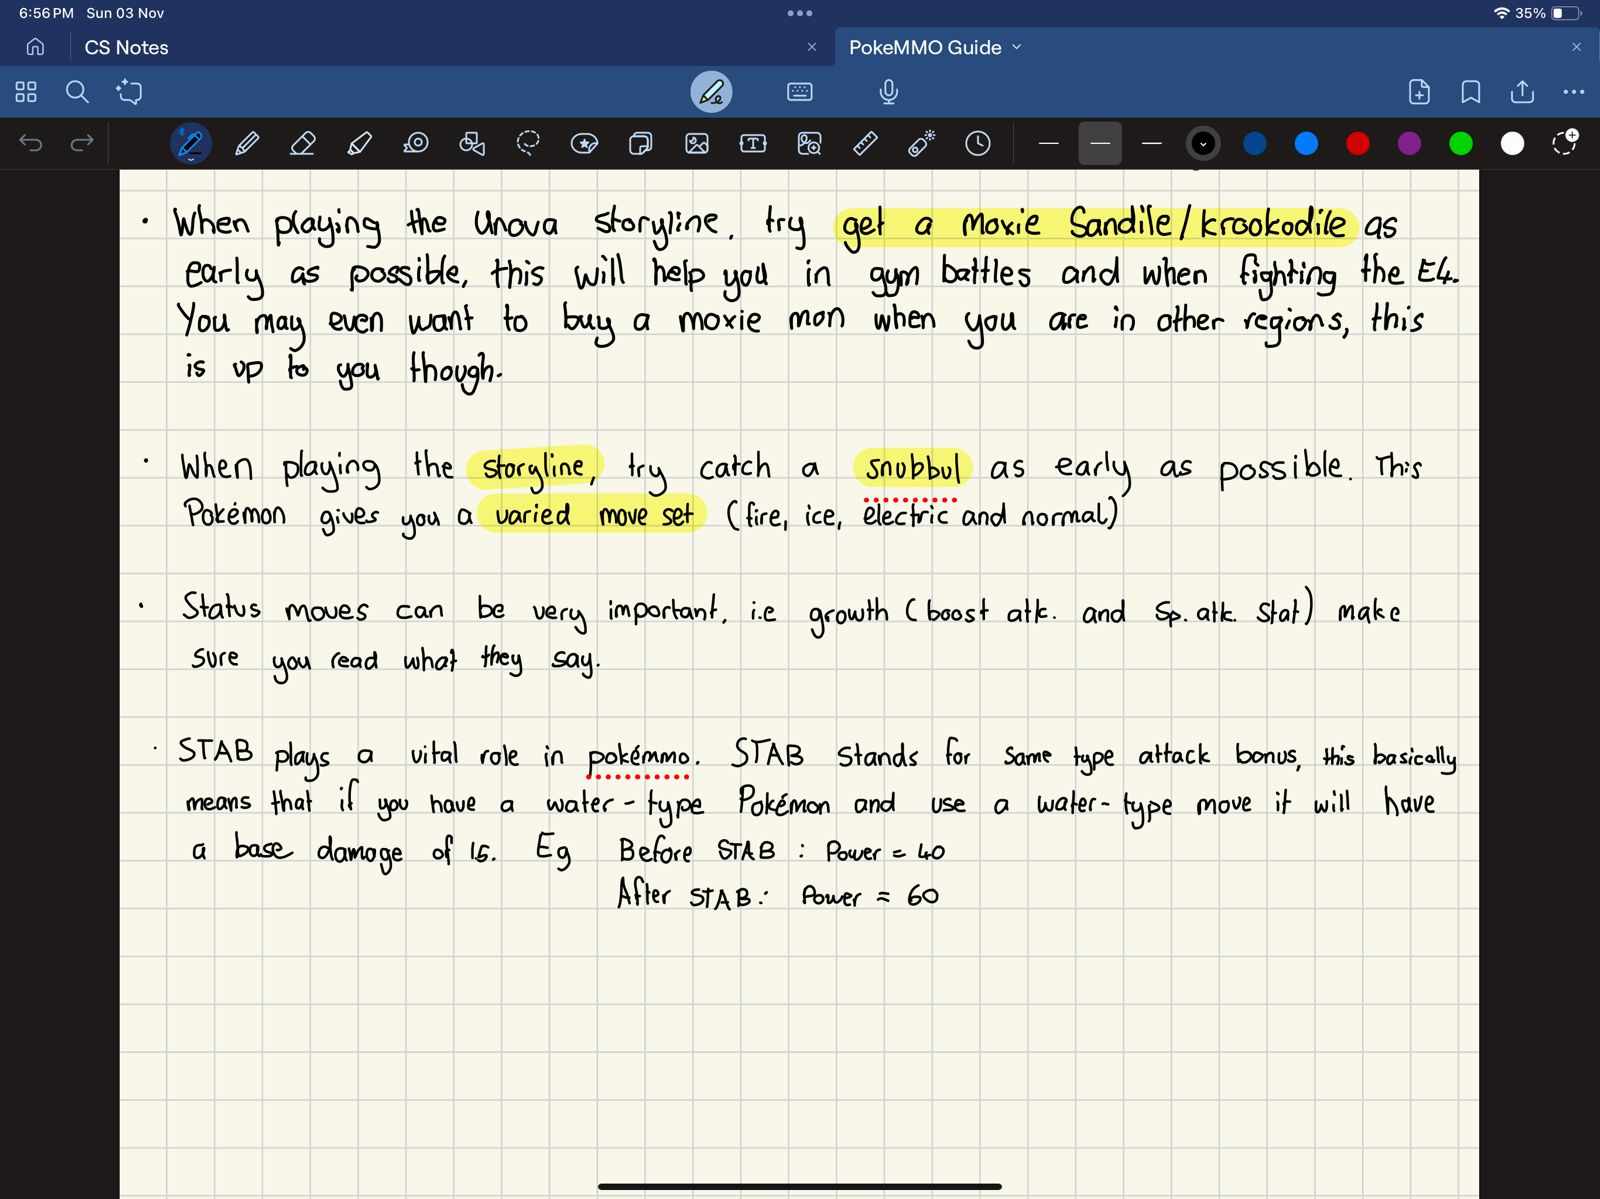 6:56 PM Sun 03 Nov
35%
CS Notes
PokeMMO Guide
· When playing the Unova storyline, try get a moxie Sandile/krookodile as
early as possible, this will help you in gym battles and when fighting the E4.
You may even want to buy a moxie mon when you are in other regions, this
is up to you though.
· When playing the storyline, try catch a snubbul as early as possible. This
Pokémon gives you a varied move set (fire, ice, electric and normal)
· Status moves can be very important, i.e growth (boost atk. and Sp. atk. Stat) make
sure you read what they say.
· STAB plays a vital role in pokémmo. STAB stands for same type attack bonus, this basically
means that if you have a water-type Pokémon and use a water-type move it will have
a base damage of 1.5. Eg Before STAB : Power = 40
After STAB: Power = 60